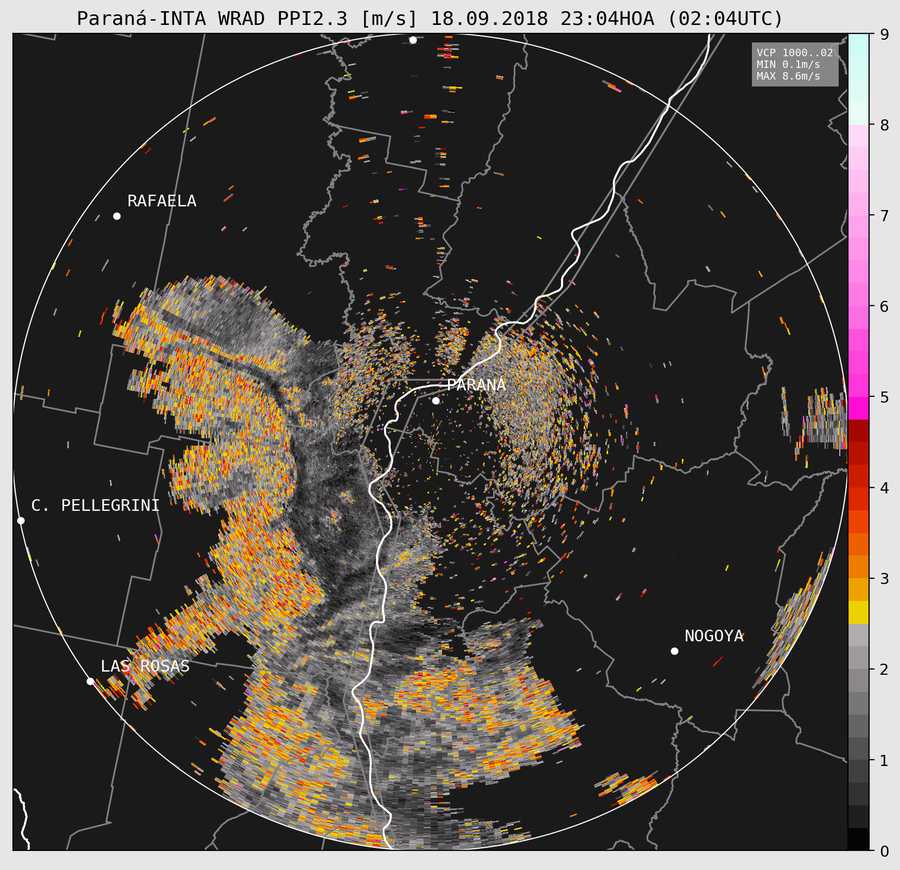 Paraná-INTA WRAD PPI2.3 [m/s] 18.09.2018 23:04HOA (02:04UTC)
VCP 1000..02
MIN 0.1m/s
MAX 8.6m/s
RAFAELA
PARANA
C. PELLEGRINI
NOGOYA
LAS ROSAS
9
8
7
6
5
4
3
2
1
0